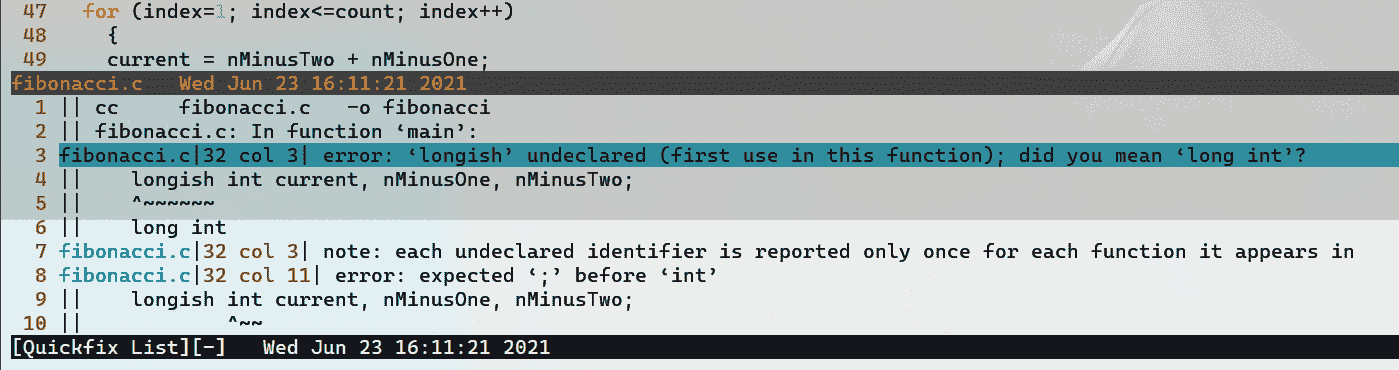 47   for (index=1; index<=count; index++)
48     {
49     current = nMinusTwo + nMinusOne;
fibonacci.c   Wed Jun 23 16:11:21 2021
1 || cc     fibonacci.c   -o fibonacci
2 || fibonacci.c: In function ‘main’:
3 fibonacci.c|32 col 3| error: ‘longish’ undeclared (first use in this function); did you mean ‘long int’?
4 ||    longish int current, nMinusOne, nMinusTwo;
5 ||    ^~~~~~~
6 ||    long int
7 fibonacci.c|32 col 3| note: each undeclared identifier is reported only once for each function it appears in
8 fibonacci.c|32 col 11| error: expected ‘;’ before ‘int’
9 ||    longish int current, nMinusOne, nMinusTwo;
10 ||            ^~~
[Quickfix List][-]   Wed Jun 23 16:11:21 2021